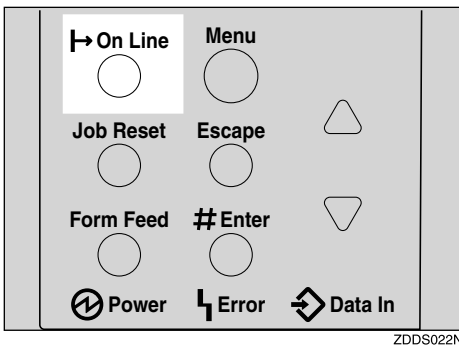 On Line Menu
Job Reset Escape
Form Feed # Enter
Power Error Data In
ZDDS022N